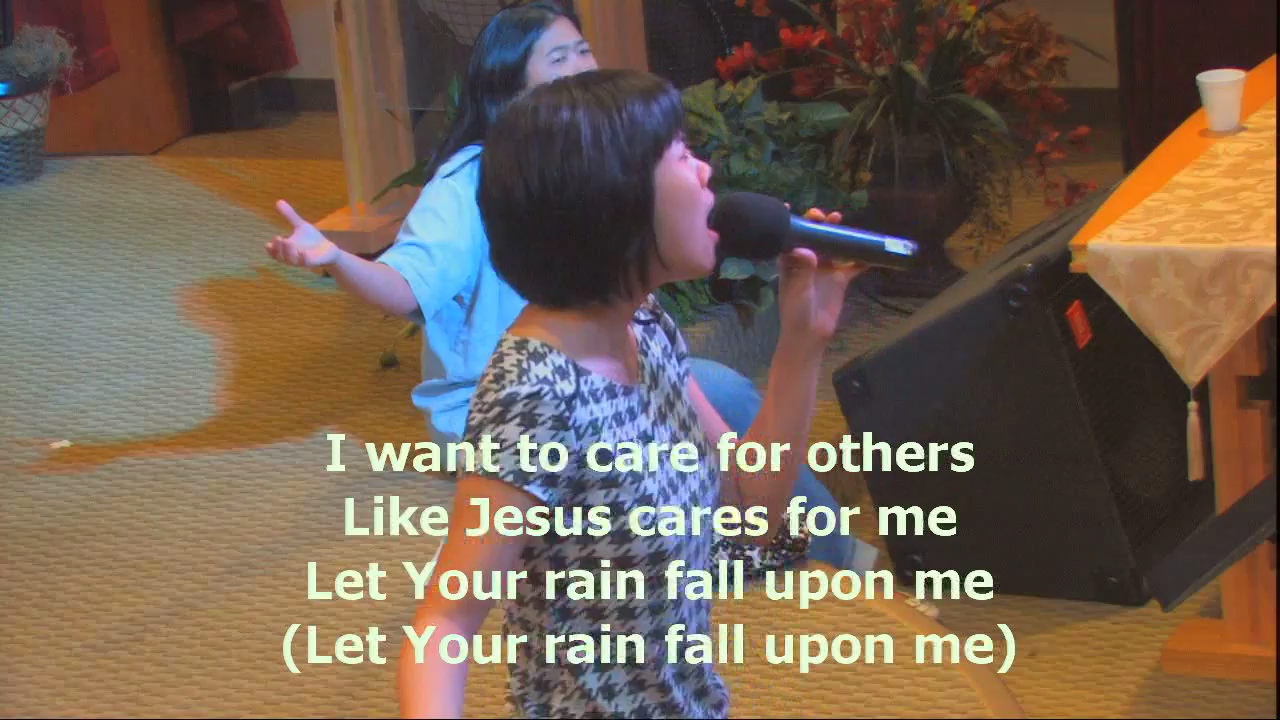 I want to care for others
Like Jesus cares for me
Let Your rain fall upon me
(Let Your rain fall upon me)